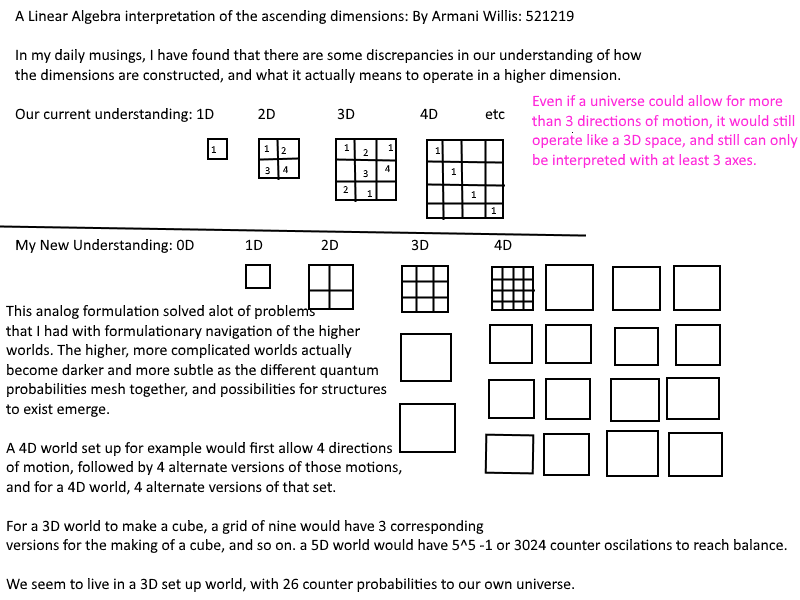 A Linear Algebra interpretation of the ascending dimensions: By Armani Willis: 521219
In my daily musings, I have found that there are some discrepancies in our understanding of how
the dimensions are constructed, and what it actually means to operate in a higher dimension.
Our current understanding: 1D 2D 3D 4D etc
Even if a universe could allow for more
than 3 directions of motion, it would still
operate like a 3D space, and still can only
be interpreted with at least 3 axes.
1
1 2
3 4
1 2 1
3 4
2 1
1
1
1
1
My New Understanding: 0D 1D 2D 3D 4D
This analog formulation solved alot of problems
that I had with formulationary navigation of the higher
worlds. The higher, more complicated worlds actually
become darker and more subtle as the different quantum
probabilities mesh together, and possibilities for structures
to exist emerge.
A 4D world set up for example would first allow 4 directions
of motion, followed by 4 alternate versions of those motions,
and for a 4D world, 4 alternate versions of that set.
For a 3D world to make a cube, a grid of nine would have 3 corresponding
versions for the making of a cube, and so on. a 5D world would have 5^5 -1 or 3024 counter oscilations to reach balance.
We seem to live in a 3D set up world, with 26 counter probabilities to our own universe.